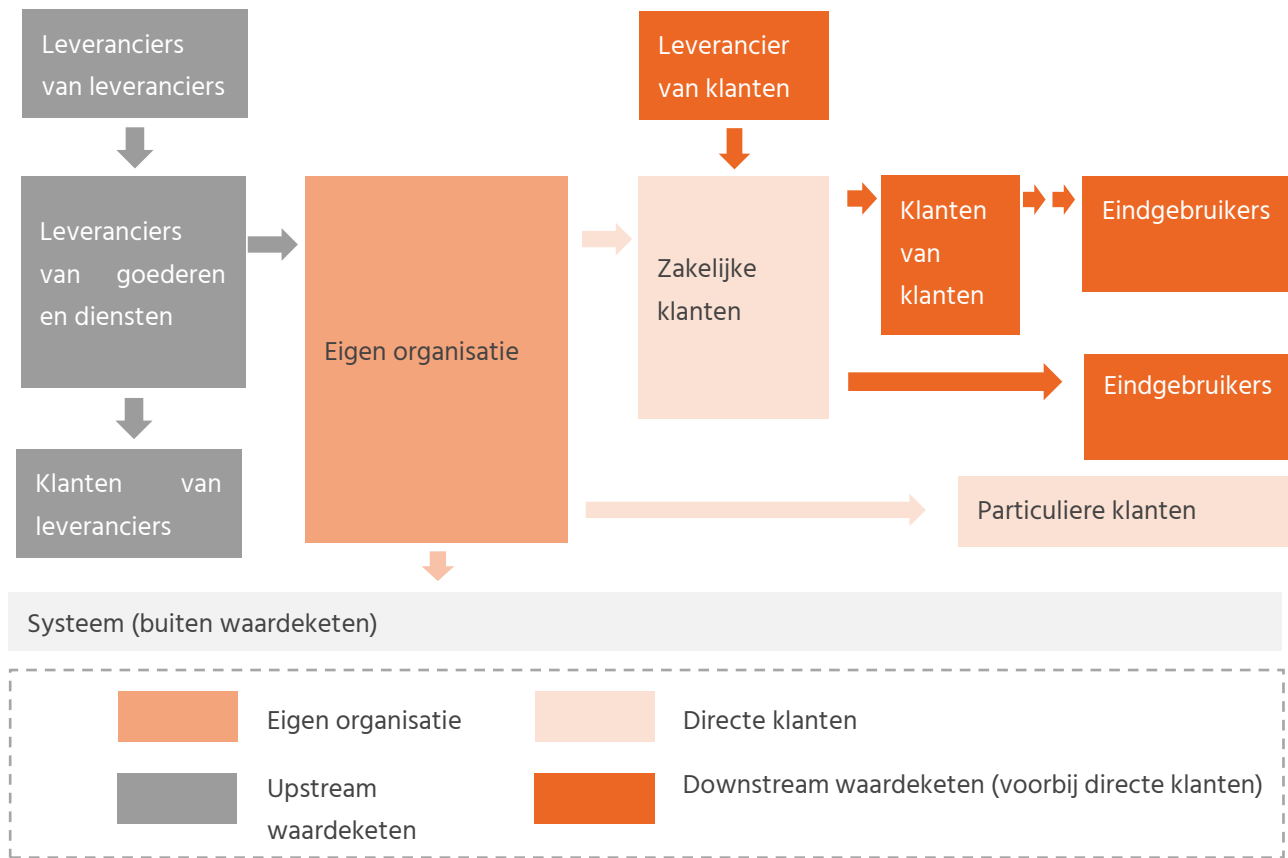 Leveranciers
van leveranciers
Leverancier
van klanten
Leveranciers
van goederen
en diensten
Eigen organisatie
Zakelijke
klanten
Klanten
van
klanten
Eindgebruikers
Eindgebruikers
Klanten van
leveranciers
Particuliere klanten
Systeem (buiten waardeketen)
Eigen organisatie
Directe klanten
Upstream
waardeketen
Downstream waardeketen (voorbij directe klanten)